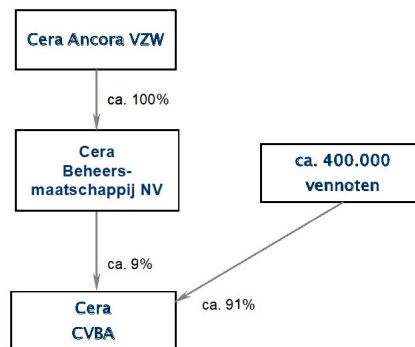 Cera Ancora VZW
ca. 100%
Cera
Beheers-
maatschappij NV
ca. 400.000
vennoten
ca. 9%
ca. 91%
Cera
CVBA